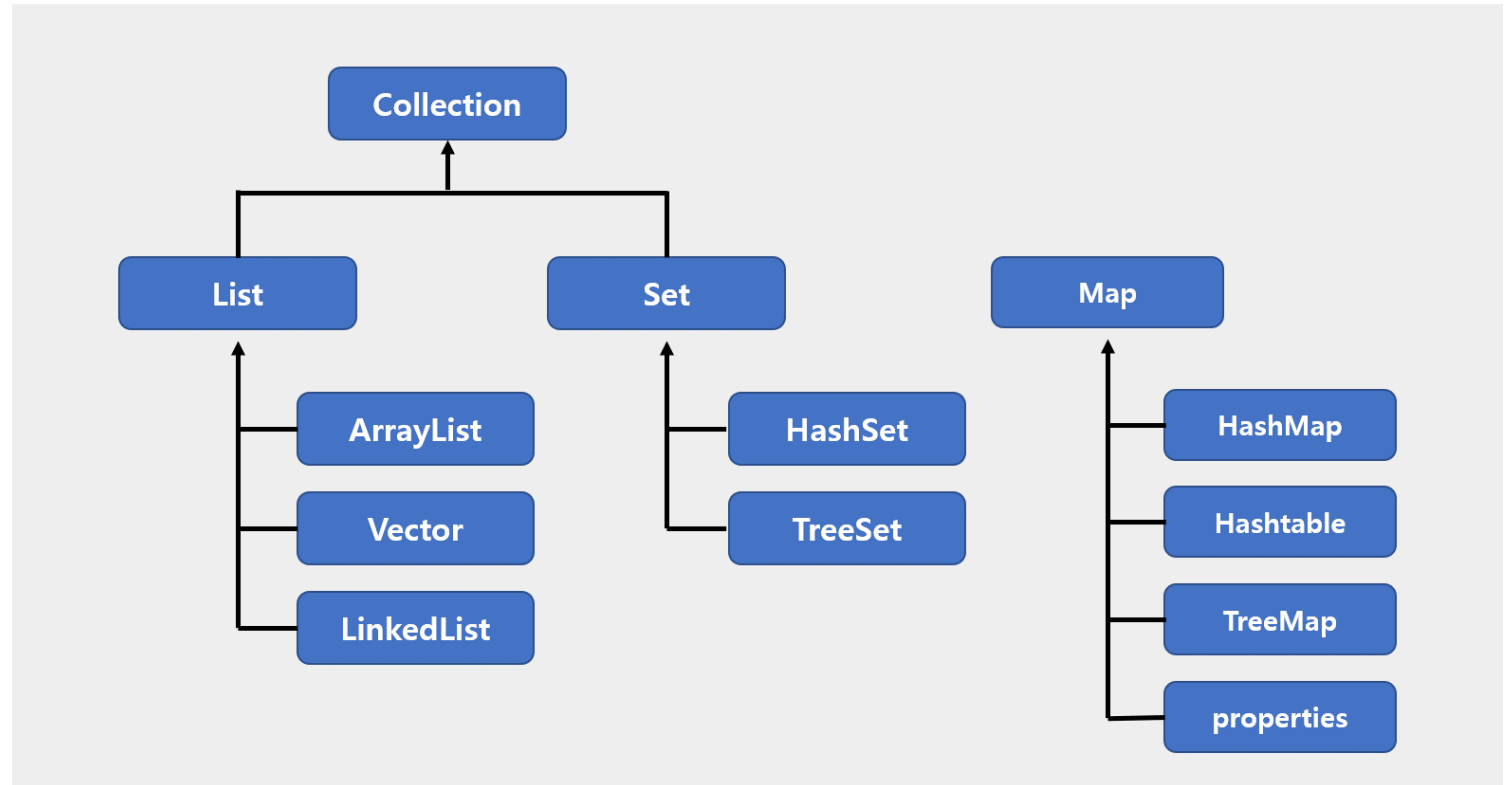 Collection
List
Set
Map
ArrayList
Vector
LinkedList
HashSet
TreeSet
HashMap
Hashtable
TreeMap
properties